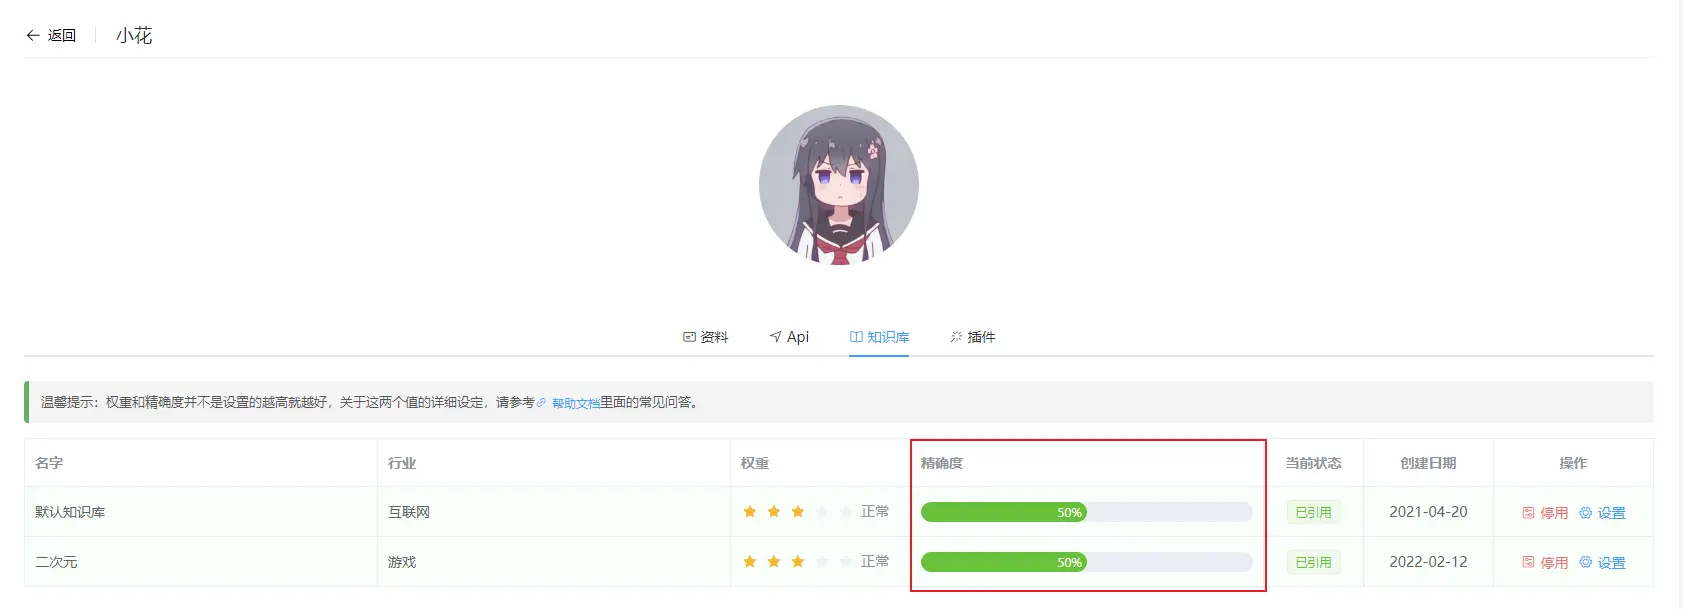 返回 小花
资料 Api 知识库 插件
温馨提示：权重和精确度并不是设置的越高就越好，关于这两个值的详细设定，请参考 帮助文档里面的常见问答。
名字 行业 权重 精确度 当前状态 创建日期 操作
默认知识库 互联网 正常 50% 已引用 2021-04-20 停用 设置
二次元 游戏 正常 50% 已引用 2022-02-12 停用 设置